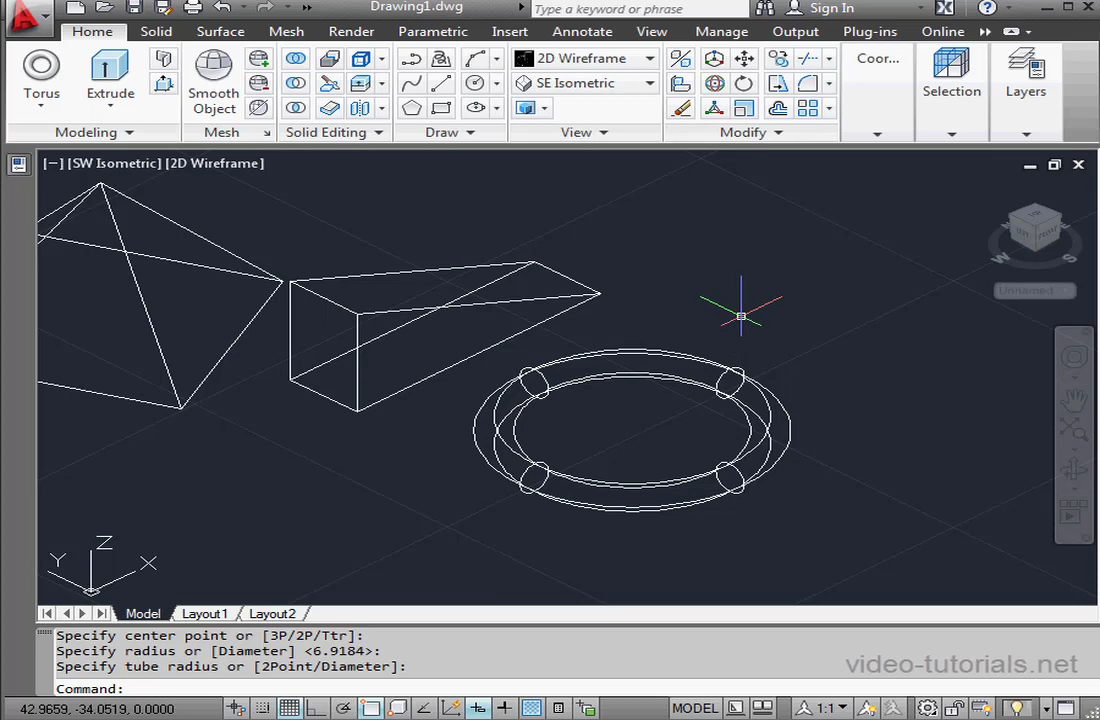 Drawing1.dwg
Type a keyword or phrase
Sign In
Home Solid Surface Mesh Render Parametric Insert Annotate View Manage Output Plug-ins Online
Torus
Extrude
Smooth
Object
2D Wireframe
SE Isometric
Coor...
Selection
Layers
Modeling Mesh Solid Editing Draw View Modify
[−] [SW Isometric] [2D Wireframe]
W S
Unnamed
Y Z X
Model Layout1 Layout2
Specify center point or [3P/2P/Ttr]:
Specify radius or [Diameter] <6.9184>:
Specify tube radius or [2Point/Diameter]:
video-tutorials.net
Command:
42.9659, -34.0519, 0.0000
MODEL
1:1